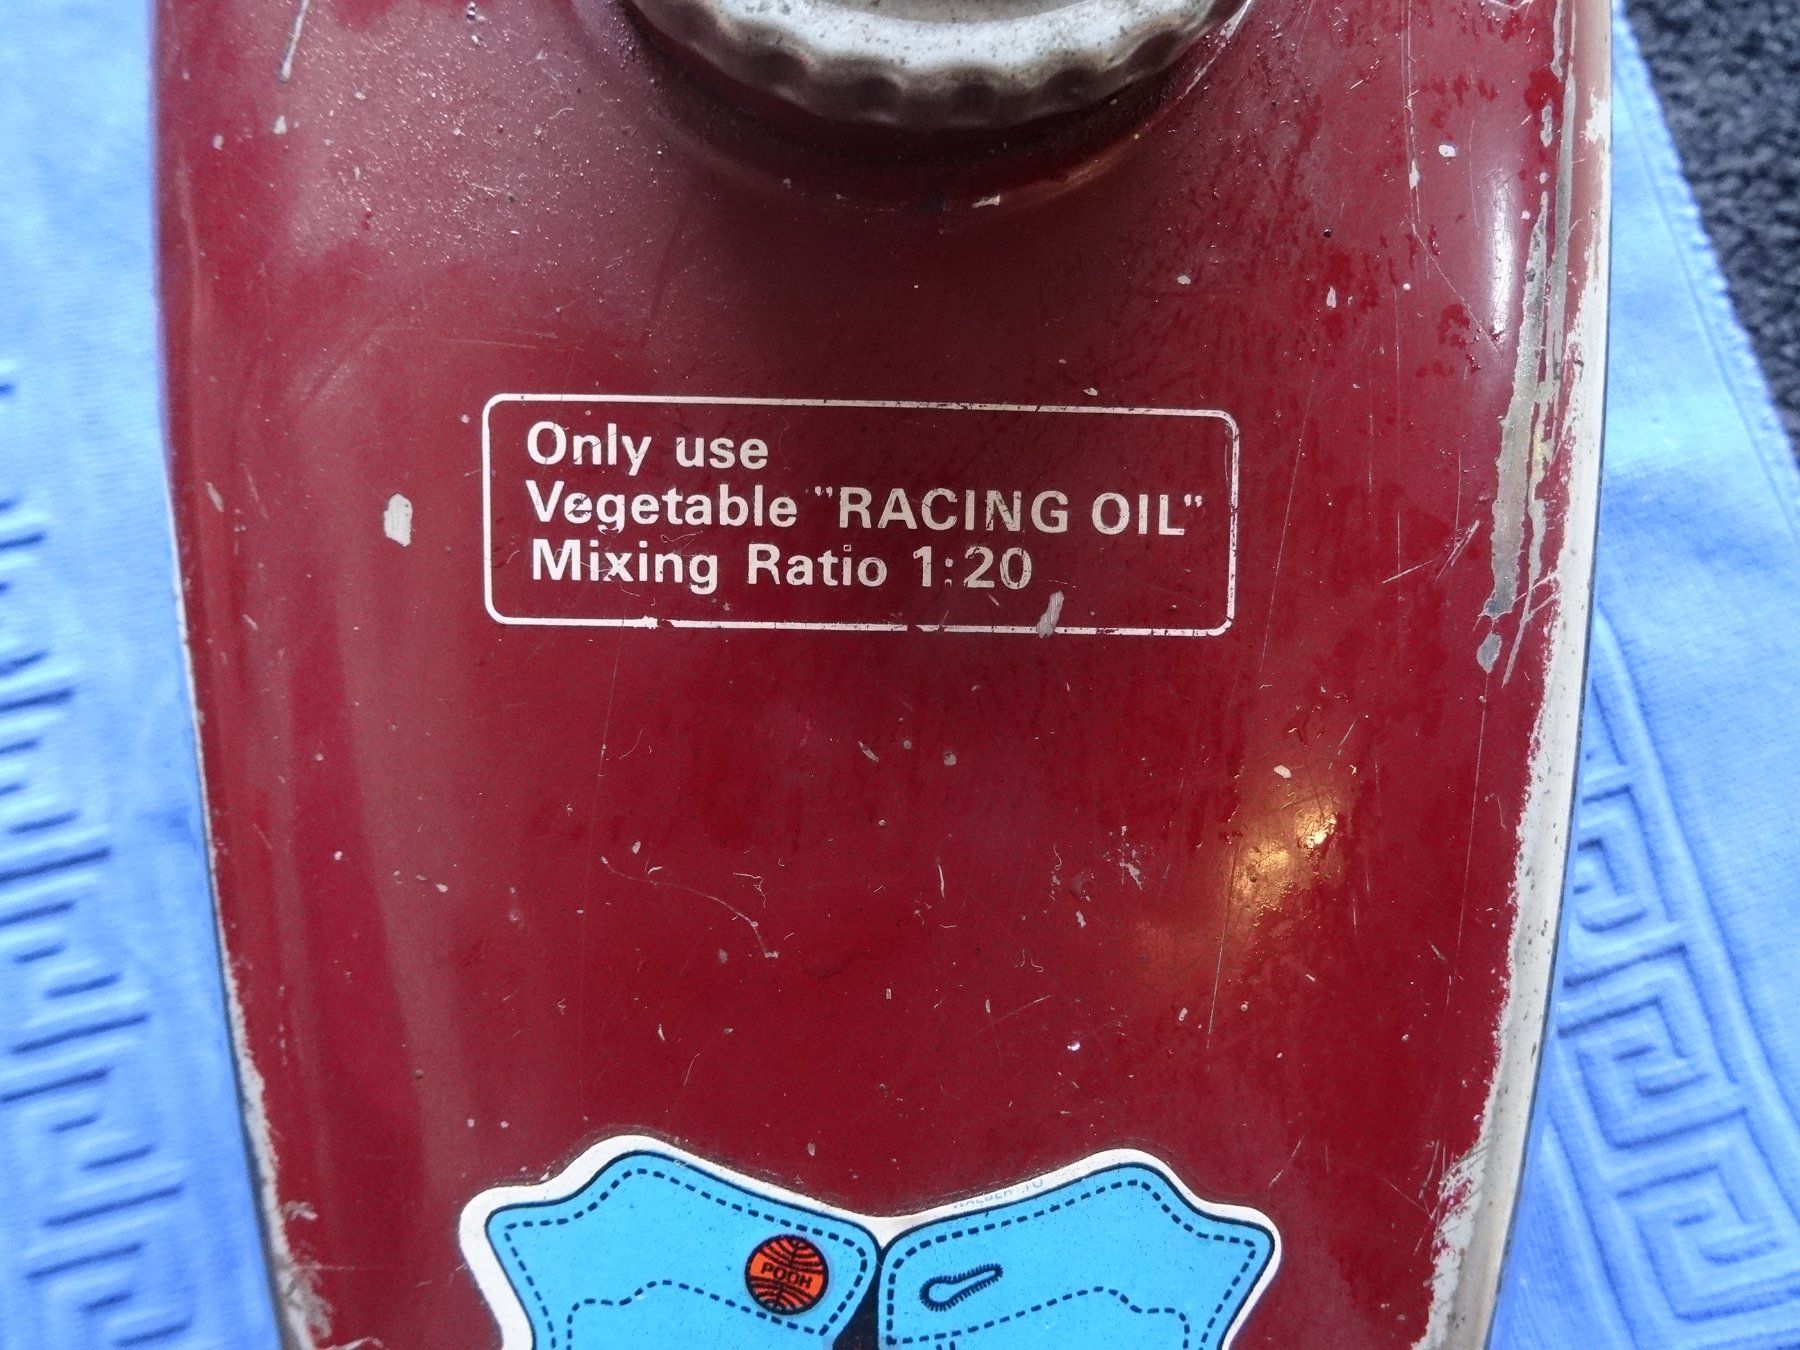 Only use
Vegetable "RACING OIL"
Mixing Ratio 1:20
POOH